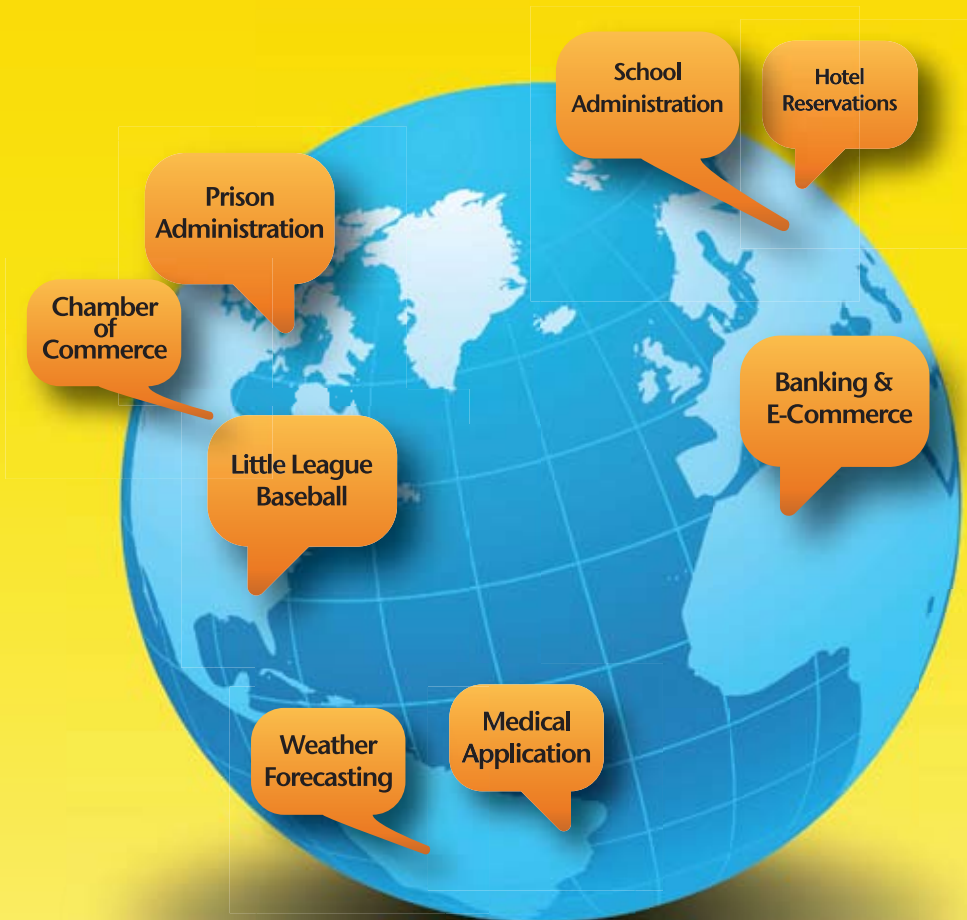 School
Administration
Hotel
Reservations
Prison
Administration
Chamber
of
Commerce
Banking &
E-Commerce
Little League
Baseball
Weather
Forecasting
Medical
Application